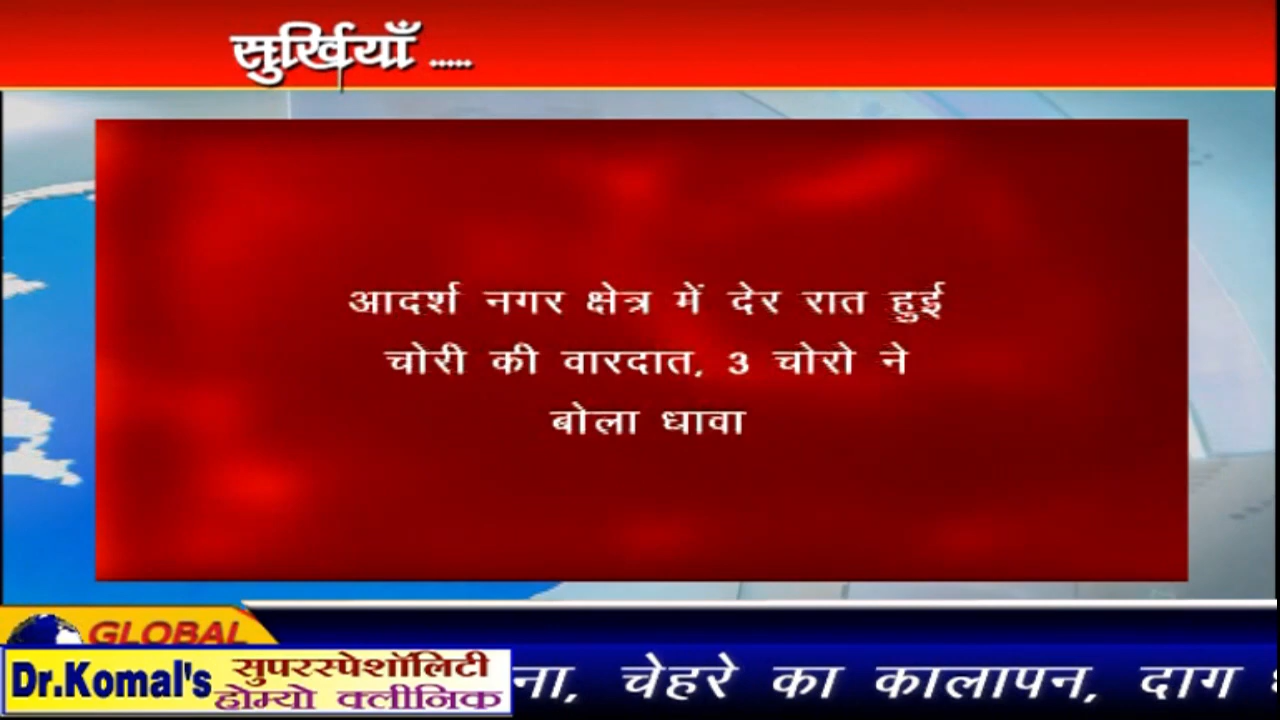 सुर्खियाँ .....
आदर्श नगर क्षेत्र में देर रात हुई
चोरी की वारदात, 3 चोरो ने
बोला धावा
GLOBAL
Dr.Komal's सुपरस्पेशॉलिटी
होम्यो क्लीनिक
ना, चेहरे का कालापन, दाग